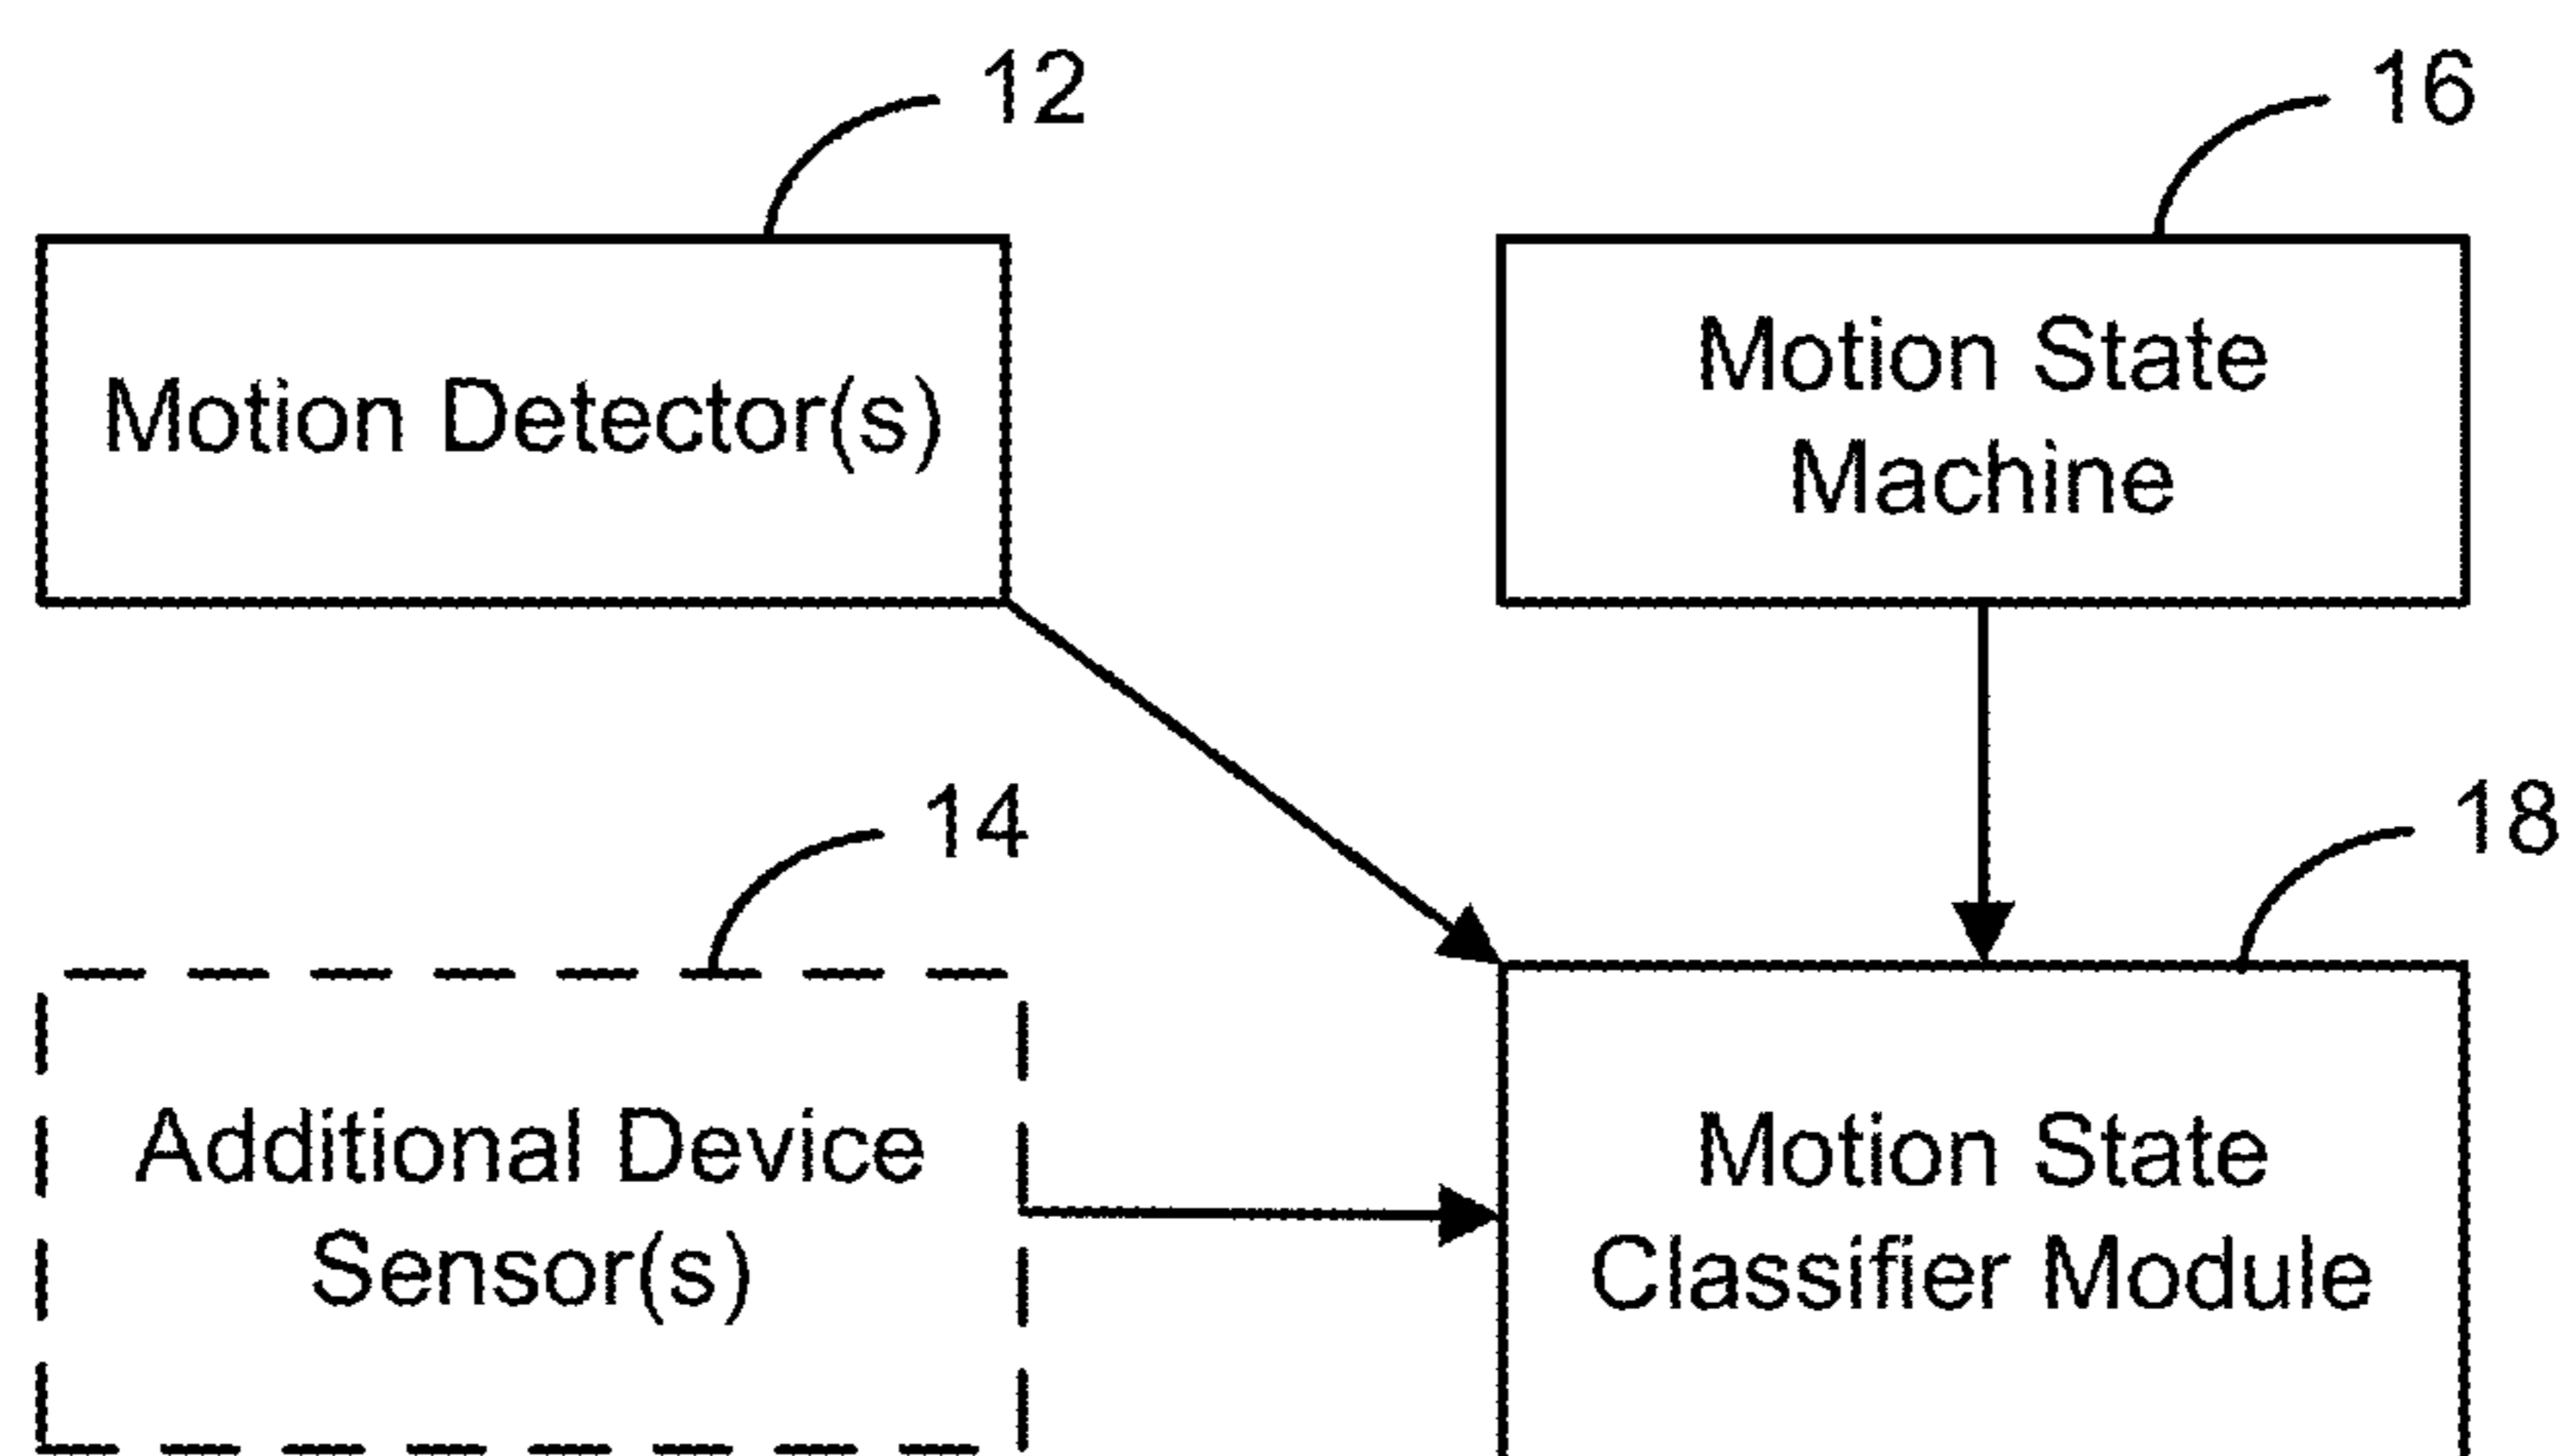 12
16
Motion Detector(s)
Motion State
Machine
14
18
Additional Device
Sensor(s)
Motion State
Classifier Module